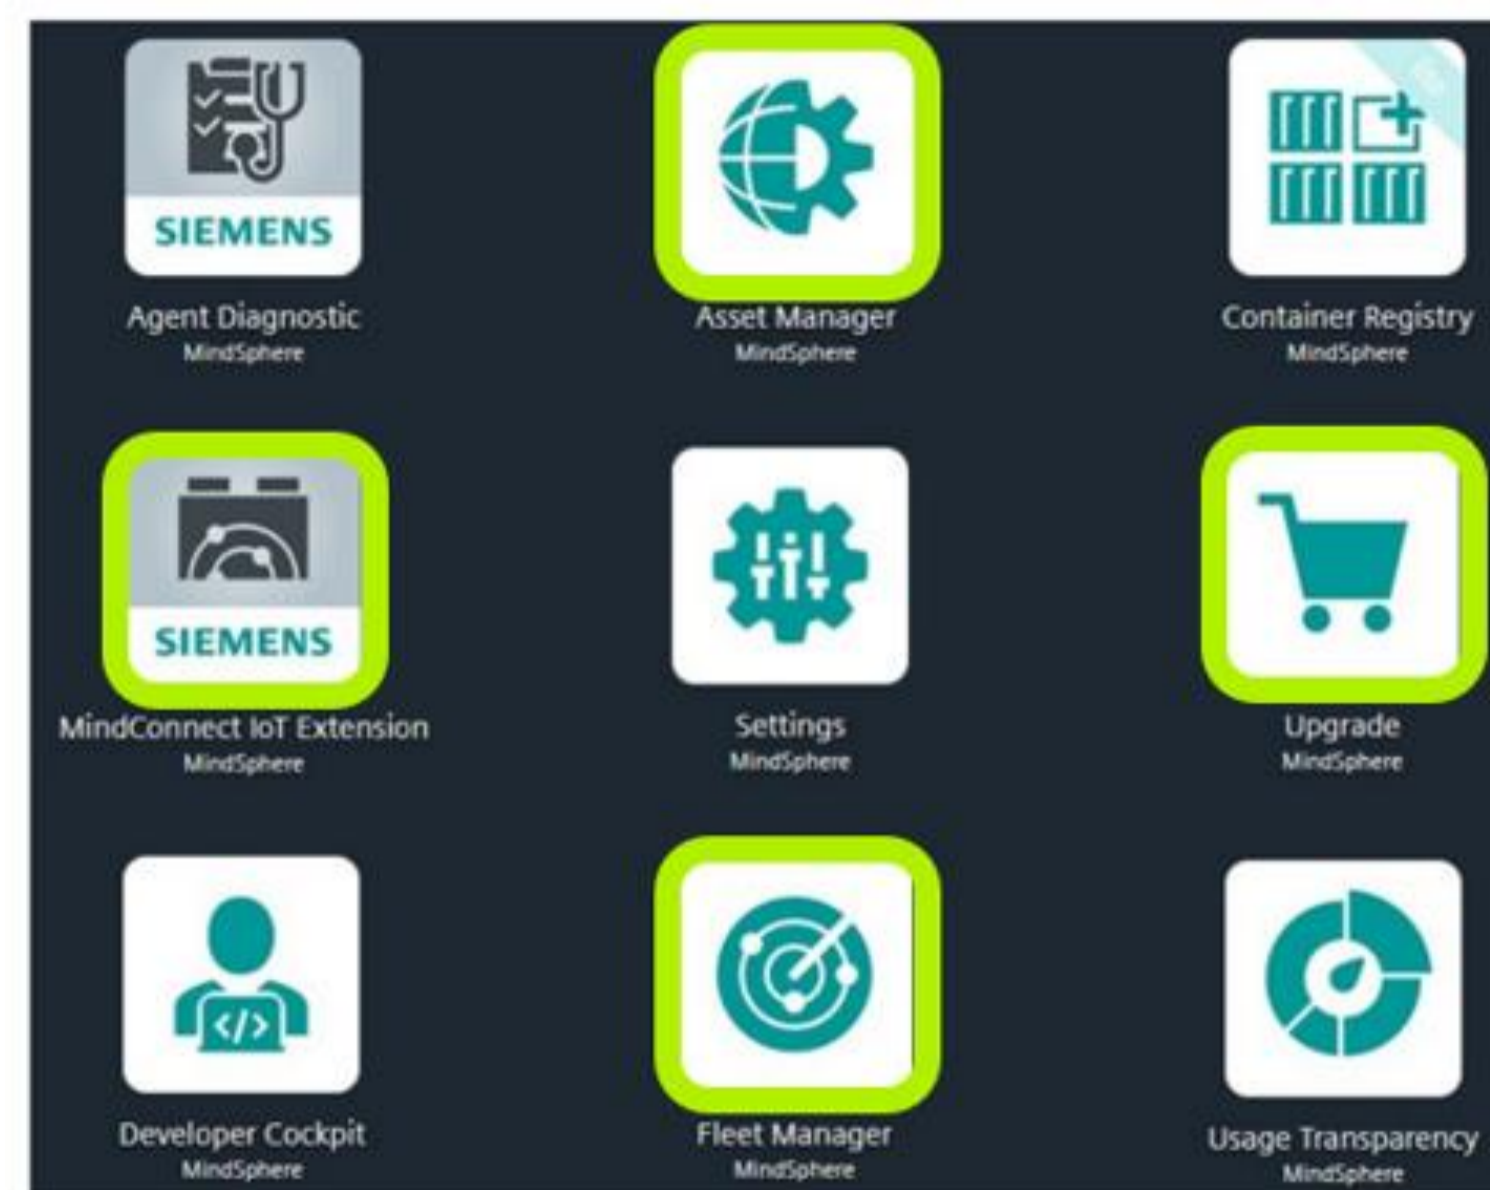 SIEMENS
Agent Diagnostic
MindSphere
Asset Manager
MindSphere
Container Registry
MindSphere
SIEMENS
MindConnect IoT Extension
MindSphere
Settings
MindSphere
Upgrade
MindSphere
</>
Developer Cockpit
MindSphere
Fleet Manager
MindSphere
Usage Transparency
MindSphere